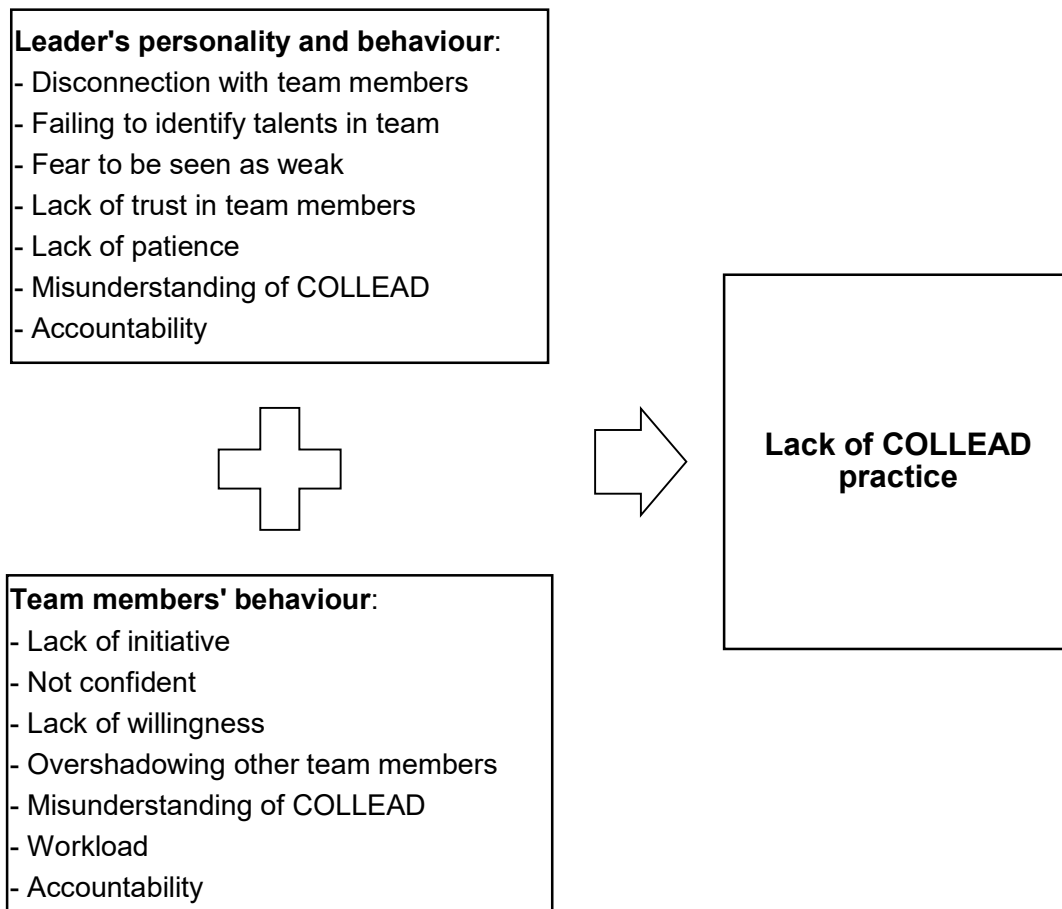 Leader's personality and behaviour:
- Disconnection with team members
- Failing to identify talents in team
- Fear to be seen as weak
- Lack of trust in team members
- Lack of patience
- Misunderstanding of COLLEAD
- Accountability
Lack of COLLEAD
practice
Team members' behaviour:
- Lack of initiative
- Not confident
- Lack of willingness
- Overshadowing other team members
- Misunderstanding of COLLEAD
- Workload
- Accountability